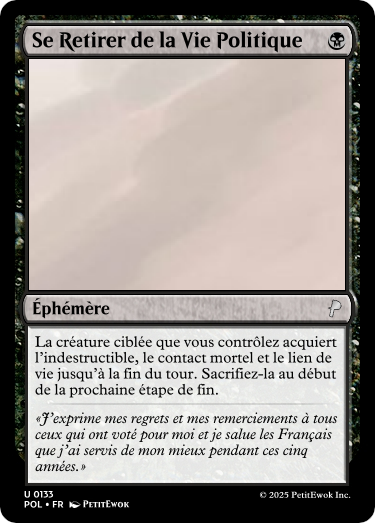 Se Retirer de la Vie Politique
Éphémère
La créature ciblée que vous contrôlez acquiert
l'indestructible, le contact mortel et le lien de
vie jusqu'à la fin du tour. Sacrifiez-la au début
de la prochaine étape de fin.
«J'exprime mes regrets et mes remerciements à tous
ceux qui ont voté pour moi et je salue les Français
que j'ai servis de mon mieux pendant ces cinq
années.»
U 0133
POL • FR PetitEwok
© 2025 PetitEwok Inc.